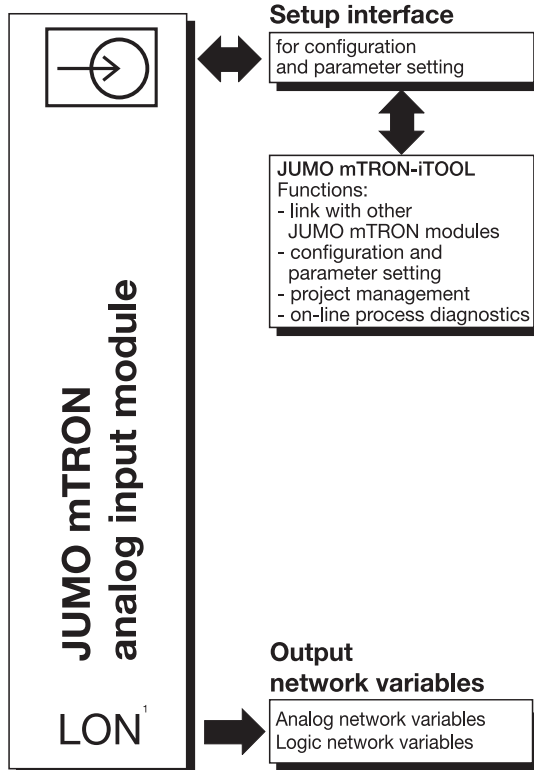 Setup interface
for configuration
and parameter setting
JUMO mTRON-iTOOL
Functions:
- link with other
JUMO mTRON modules
- configuration and
parameter setting
- project management
- on-line process diagnostics
JUMO mTRON
analog input module
LON¹
Output
network variables
Analog network variables
Logic network variables